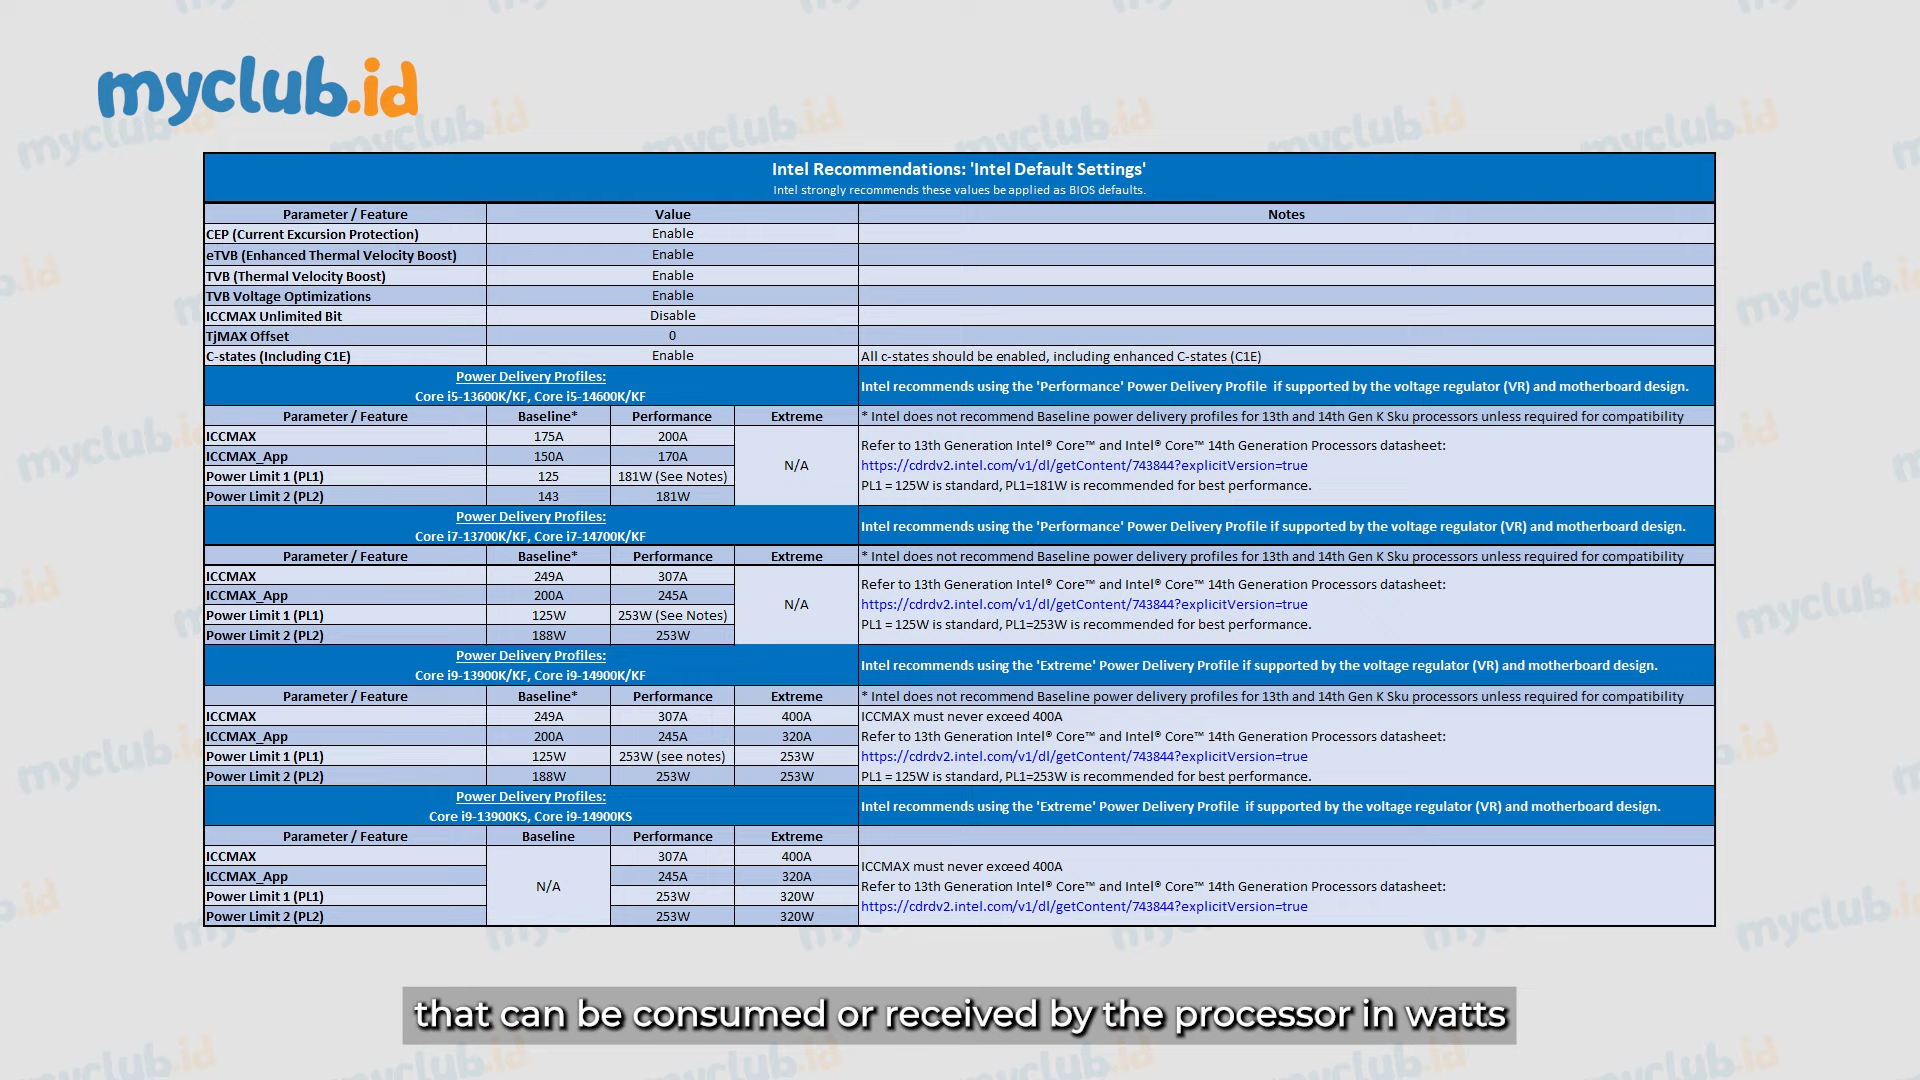 myclub.id
Intel Recommendations: 'Intel Default Settings'
Intel strongly recommends these values be applied as BIOS defaults.
Parameter / Feature Value Notes
CEP (Current Excursion Protection) Enable
eTVB (Enhanced Thermal Velocity Boost) Enable
TVB (Thermal Velocity Boost) Enable
TVB Voltage Optimizations Enable
ICCMAX Unlimited Bit Disable
TjMAX Offset 0
C-states (Including C1E) Enable All c-states should be enabled, including enhanced C-states (C1E)
Power Delivery Profiles:
Core i5-13600K/KF, Core i5-14600K/KF
Intel recommends using the 'Performance' Power Delivery Profile if supported by the voltage regulator (VR) and motherboard design.
Parameter / Feature Baseline* Performance Extreme * Intel does not recommend Baseline power delivery profiles for 13th and 14th Gen K Sku processors unless required for compatibility
ICCMAX 175A 200A
ICCMAX_App 150A 170A
Power Limit 1 (PL1) 125 181W (See Notes)
Power Limit 2 (PL2) 143 181W
N/A
Refer to 13th Generation Intel® Core™ and Intel® Core™ 14th Generation Processors datasheet:
https://cdrdv2.intel.com/v1/dl/getContent/743844?explicitVersion=true
PL1 = 125W is standard, PL1=181W is recommended for best performance.
Power Delivery Profiles:
Core i7-13700K/KF, Core i7-14700K/KF
Intel recommends using the 'Performance' Power Delivery Profile if supported by the voltage regulator (VR) and motherboard design.
Parameter / Feature Baseline* Performance Extreme * Intel does not recommend Baseline power delivery profiles for 13th and 14th Gen K Sku processors unless required for compatibility
ICCMAX 249A 307A
ICCMAX_App 200A 245A
Power Limit 1 (PL1) 125W 253W (See Notes)
Power Limit 2 (PL2) 188W 253W
N/A
Refer to 13th Generation Intel® Core™ and Intel® Core™ 14th Generation Processors datasheet:
https://cdrdv2.intel.com/v1/dl/getContent/743844?explicitVersion=true
PL1 = 125W is standard, PL1=253W is recommended for best performance.
Power Delivery Profiles:
Core i9-13900K/KF, Core i9-14900K/KF
Intel recommends using the 'Extreme' Power Delivery Profile if supported by the voltage regulator (VR) and motherboard design.
Parameter / Feature Baseline* Performance Extreme * Intel does not recommend Baseline power delivery profiles for 13th and 14th Gen K Sku processors unless required for compatibility
ICCMAX 249A 307A 400A ICCMAX must never exceed 400A
ICCMAX_App 200A 245A 320A Refer to 13th Generation Intel® Core™ and Intel® Core™ 14th Generation Processors datasheet:
Power Limit 1 (PL1) 125W 253W (see notes) 253W https://cdrdv2.intel.com/v1/dl/getContent/743844?explicitVersion=true
Power Limit 2 (PL2) 188W 253W 253W PL1 = 125W is standard, PL1=253W is recommended for best performance.
Power Delivery Profiles:
Core i9-13900KS, Core i9-14900KS
Intel recommends using the 'Extreme' Power Delivery Profile if supported by the voltage regulator (VR) and motherboard design.
Parameter / Feature Baseline Performance Extreme
ICCMAX 307A 400A
ICCMAX_App 245A 320A
Power Limit 1 (PL1) 253W 320W
Power Limit 2 (PL2) 253W 320W
N/A
ICCMAX must never exceed 400A
Refer to 13th Generation Intel® Core™ and Intel® Core™ 14th Generation Processors datasheet:
https://cdrdv2.intel.com/v1/dl/getContent/743844?explicitVersion=true
that can be consumed or received by the processor in watts